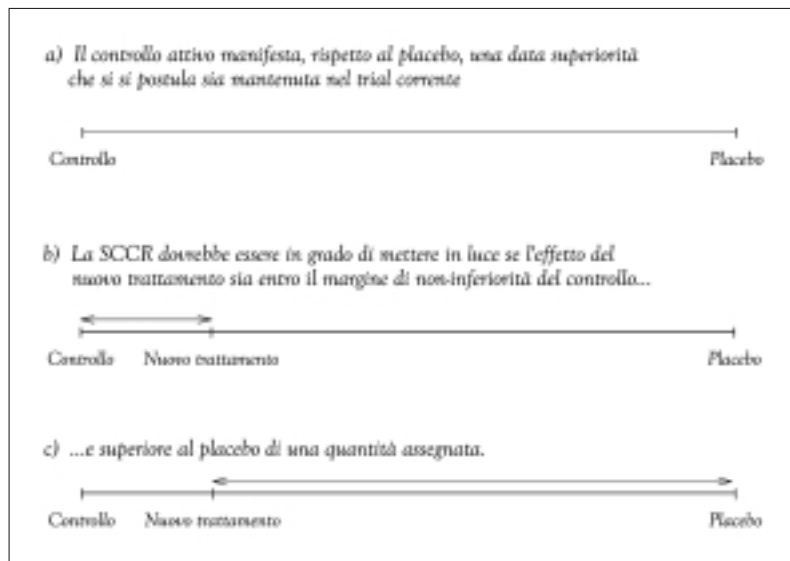 a) Il controllo attivo manifesta, rispetto al placebo, una data superiorità
che si si postula sia mantenuta nel trial corrente
Controllo Placebo
b) La SCCR dovrebbe essere in grado di mettere in luce se l'effetto del
nuovo trattamento sia entro il margine di non-inferiorità del controllo...
Controllo Nuovo trattamento Placebo
c) ...e superiore al placebo di una quantità assegnata.
Controllo Nuovo trattamento Placebo